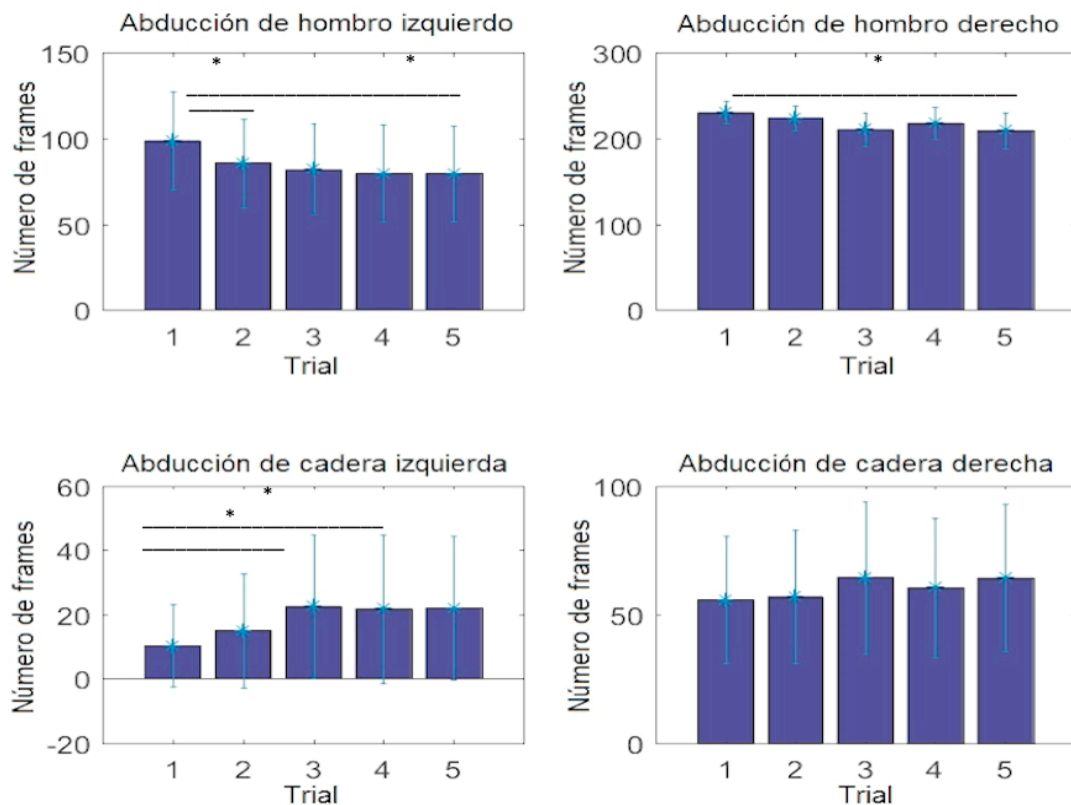 Abducción de hombro izquierdo
Número de frames
150
100
50
0
* *
1 2 3 4 5
Trial
Abducción de hombro derecho
Número de frames
300
200
100
0
*
1 2 3 4 5
Trial
Abducción de cadera izquierda
Número de frames
60
40
20
0
-20
*
*
1 2 3 4 5
Trial
Abducción de cadera derecha
Número de frames
100
50
0
1 2 3 4 5
Trial